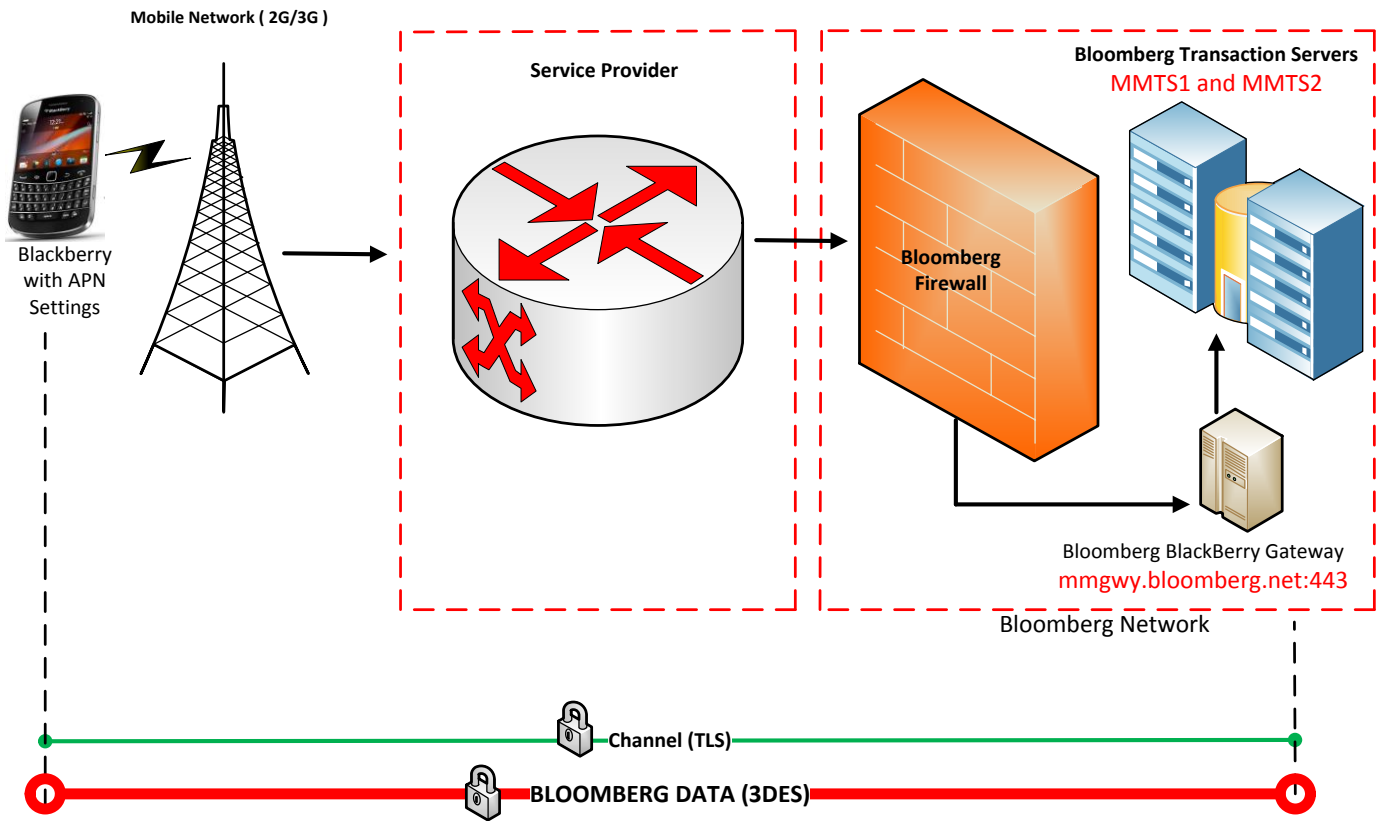 Mobile Network ( 2G/3G )
Service Provider
Bloomberg Transaction Servers
MMTS1 and MMTS2
Blackberry
with APN
Settings
Bloomberg
Firewall
Bloomberg BlackBerry Gateway
mmgwy.bloomberg.net:443
Bloomberg Network
Channel (TLS)
BLOOMBERG DATA (3DES)